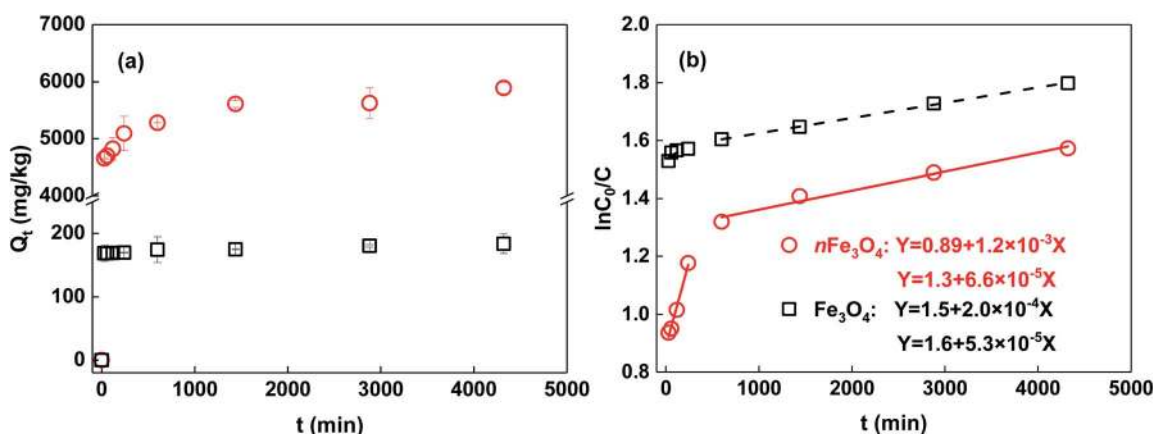 (a)
7000
6000
5000
4000
200
100
0
Qₜ (mg/kg)
0 1000 2000 3000 4000 5000
t (min)
(b)
2.0
1.8
1.6
1.4
1.2
1.0
0.8
lnC₀/C
nFe₃O₄: Y=0.89+1.2×10⁻³X
Y=1.3+6.6×10⁻⁵X
Fe₃O₄: Y=1.5+2.0×10⁻⁴X
Y=1.6+5.3×10⁻⁵X
0 1000 2000 3000 4000 5000
t (min)